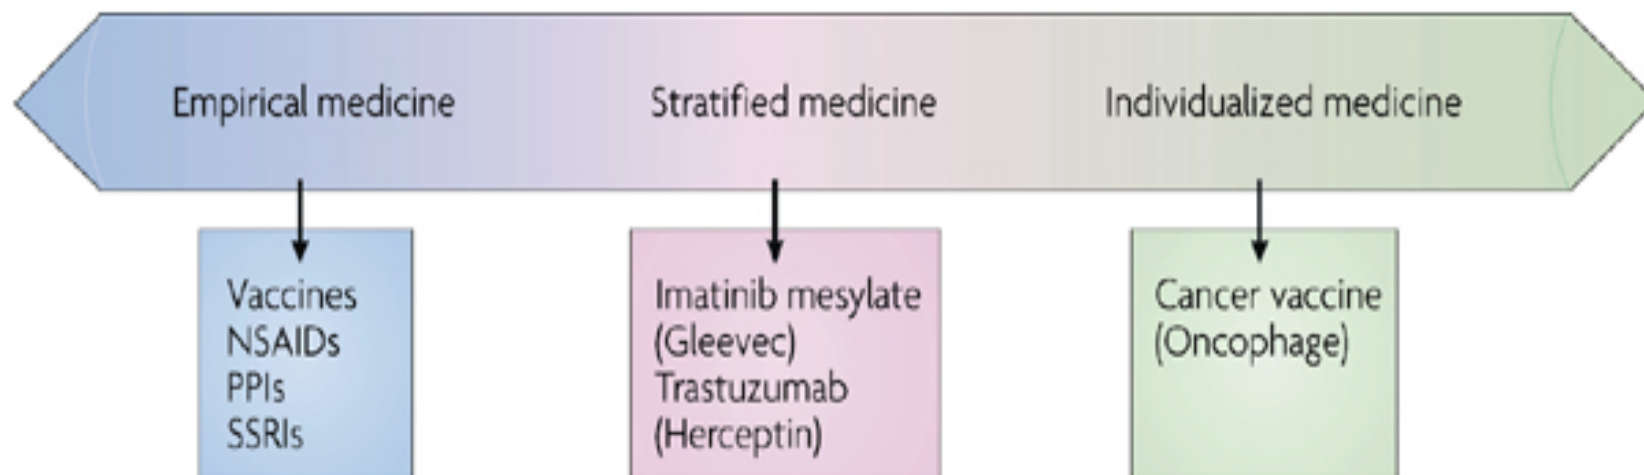 Empirical medicine
Stratified medicine
Individualized medicine
Vaccines
NSAIDs
PPIs
SSRIs
Imatinib mesylate
(Gleevec)
Trastuzumab
(Herceptin)
Cancer vaccine
(Oncophage)